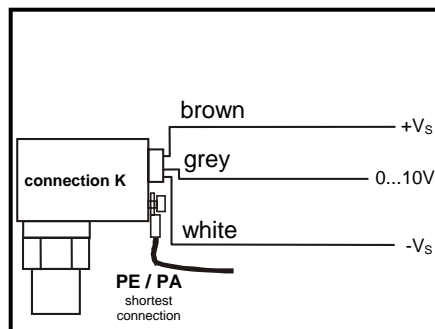 brown
+VS
grey
connection K
0...10V
white
-VS
PE / PA
shortest
connection